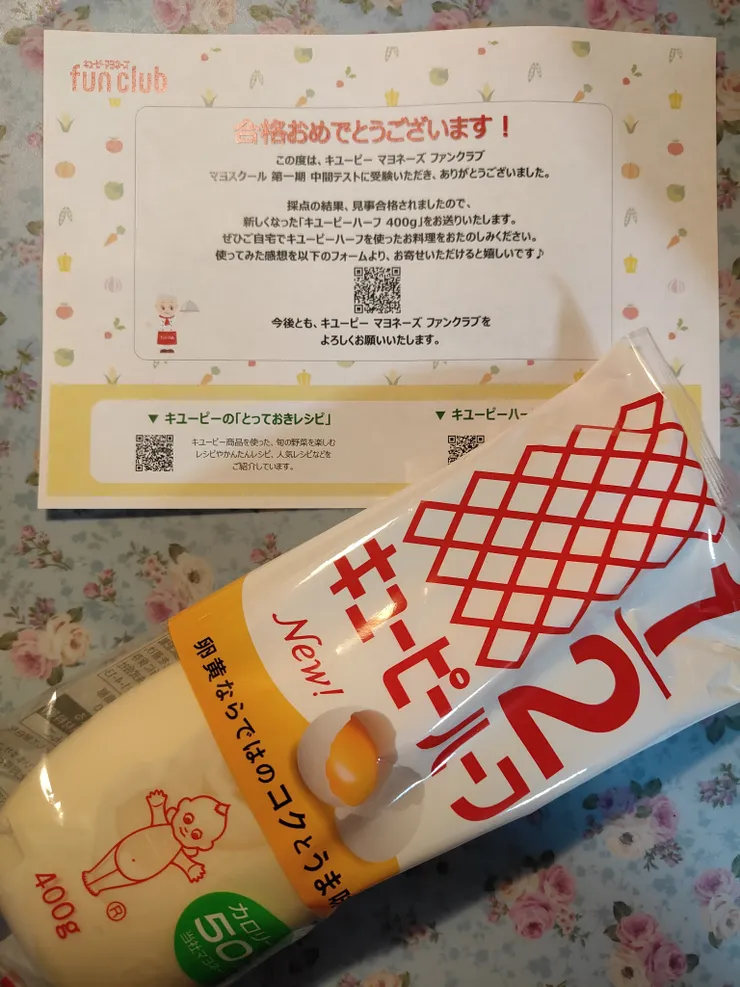 キユーピー マヨネーズ
fun club
合格おめでとうございます！
この度は、キユーピー マヨネーズ ファンクラブ
マヨスクール 第一期 中間テストに受験いただき、ありがとうございました。
採点の結果、見事合格されましたので、
新しくなった「キユーピーハーフ 400g」をお送りいたします。
ぜひご自宅でキユーピーハーフを使ったお料理をおたのしみください。
使ってみた感想を以下のフォームより、お寄せいただけると嬉しいです♪
今後とも、キユーピー マヨネーズ ファンクラブを
よろしくお願いいたします。
▼ キユーピーの「とっておきレシピ」
キユーピー商品を使った、旬の野菜を楽しむ
レシピやかんたんレシピ、人気レシピなどを
ご紹介しています。
▼ キユーピーハー
1/2
キユーピーハーフ
New!
卵黄ならではのコクとうま
400g
®
カロリー
50
当社マヨネ